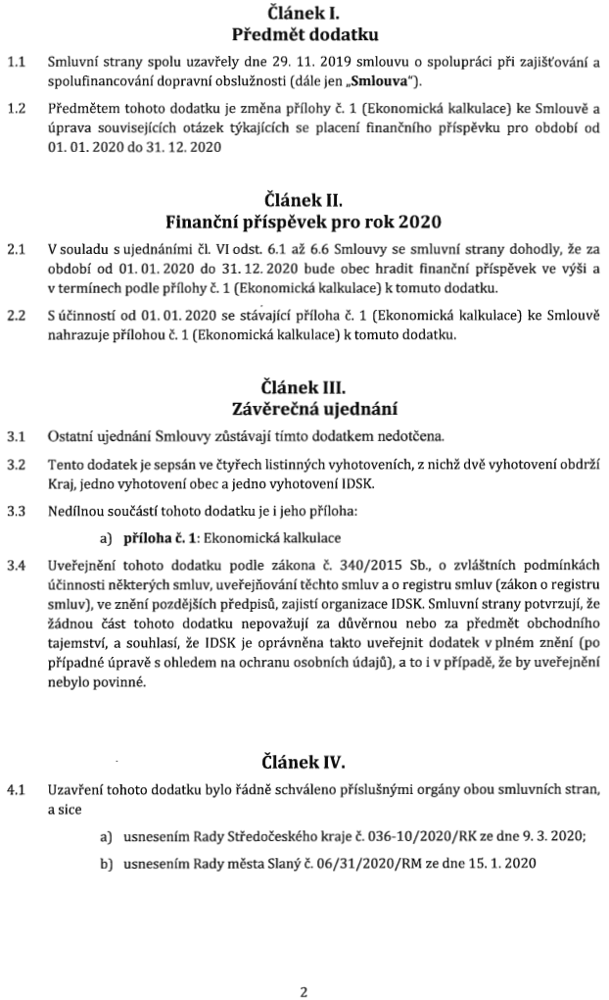 Článek I.
Předmět dodatku
1.1 Smluvní strany spolu uzavřely dne 29. 11. 2019 smlouvu o spolupráci při zajišťování a
spolufinancování dopravní obslužnosti (dále jen „Smlouva“).
1.2 Předmětem tohoto dodatku je změna přílohy č. 1 (Ekonomická kalkulace) ke Smlouvě a
úprava souvisejících otázek týkajících se placení finančního příspěvku pro období od
01. 01. 2020 do 31. 12. 2020
Článek II.
Finanční příspěvek pro rok 2020
2.1 V souladu s ujednáními čl. VI odst. 6.1 až 6.6 Smlouvy se smluvní strany dohodly, že za
období od 01. 01. 2020 do 31. 12. 2020 bude obec hradit finanční příspěvek ve výši a
v termínech podle přílohy č. 1 (Ekonomická kalkulace) k tomuto dodatku.
2.2 S účinností od 01. 01. 2020 se stávající příloha č. 1 (Ekonomická kalkulace) ke Smlouvě
nahrazuje přílohou č. 1 (Ekonomická kalkulace) k tomuto dodatku.
Článek III.
Závěrečná ujednání
3.1 Ostatní ujednání Smlouvy zůstávají tímto dodatkem nedotčena.
3.2 Tento dodatek je sepsán ve čtyřech listinných vyhotoveních, z nichž dvě vyhotovení obdrží
Kraj, jedno vyhotovení obec a jedno vyhotovení IDSK.
3.3 Nedílnou součástí tohoto dodatku je i jeho příloha:
a) příloha č. 1: Ekonomická kalkulace
3.4 Uveřejnění tohoto dodatku podle zákona č. 340/2015 Sb., o zvláštních podmínkách
účinnosti některých smluv, uveřejňování těchto smluv a o registru smluv (zákon o registru
smluv), ve znění pozdějších předpisů, zajistí organizace IDSK. Smluvní strany potvrzují, že
žádnou část tohoto dodatku nepovažují za důvěrnou nebo za předmět obchodního
tajemství, a souhlasí, že IDSK je oprávněna takto uveřejnit dodatek v plném znění (po
případné úpravě s ohledem na ochranu osobních údajů), a to i v případě, že by uveřejnění
nebylo povinné.
Článek IV.
4.1 Uzavření tohoto dodatku bylo řádně schváleno příslušnými orgány obou smluvních stran,
a sice
a) usnesením Rady Středočeského kraje č. 036-10/2020/RK ze dne 9. 3. 2020;
b) usnesením Rady města Slaný č. 06/31/2020/RM ze dne 15. 1. 2020
2